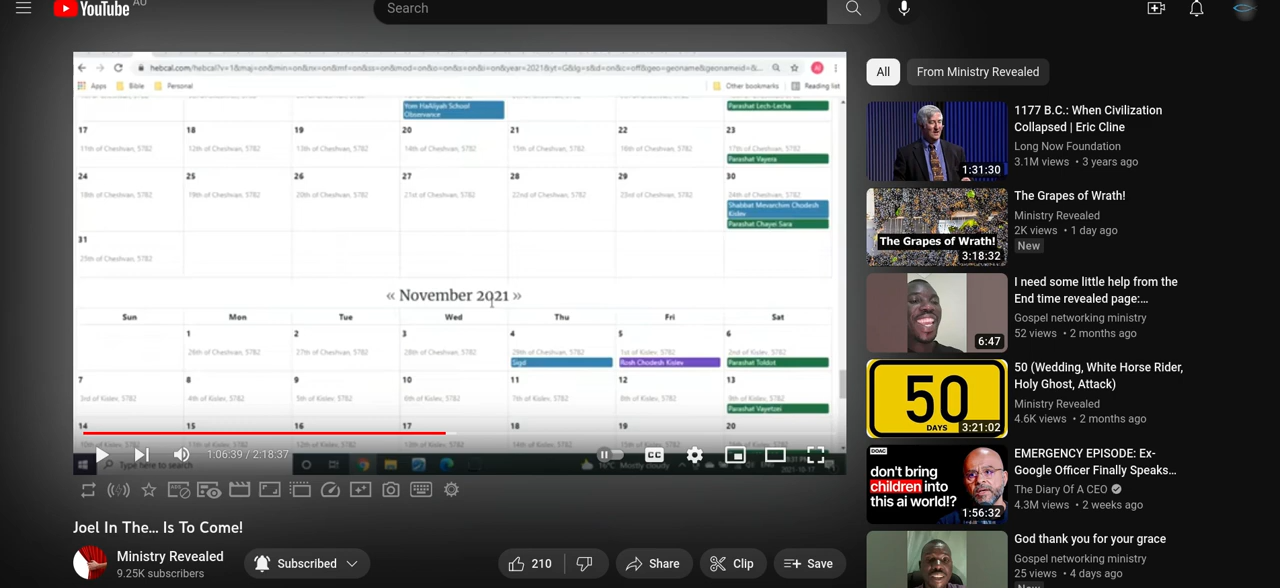 YouTube AU
Search
hebcal.com/hebcal?v=1&maj=on&min=on&nx=on&mf=on&ss=on&mod=on&o=on&s=on&i=on&year=2021&yt=G&lg=s&d=on&c=off&geo=geoname&geonameid=&...
Apps Bible Personal Other bookmarks Reading list
Yom HaAliyah School Observance
Parashat Lech-Lecha
17 18 19 20 21 22 23
11th of Cheshvan, 5782 12th of Cheshvan, 5782 13th of Cheshvan, 5782 14th of Cheshvan, 5782 15th of Cheshvan, 5782 16th of Cheshvan, 5782 17th of Cheshvan, 5782
Parashat Vayera
24 25 26 27 28 29 30
18th of Cheshvan, 5782 19th of Cheshvan, 5782 20th of Cheshvan, 5782 21st of Cheshvan, 5782 22nd of Cheshvan, 5782 23rd of Cheshvan, 5782 24th of Cheshvan, 5782
Shabbat Mevarchim Chodesh Kislev
Parashat Chayei Sara
31
25th of Cheshvan, 5782
« November 2021 »
Sun Mon Tue Wed Thu Fri Sat
1 2 3 4 5 6
26th of Cheshvan, 5782 27th of Cheshvan, 5782 28th of Cheshvan, 5782 29th of Cheshvan, 5782 1st of Kislev, 5782 2nd of Kislev, 5782
Sigd Rosh Chodesh Kislev Parashat Toldot
7 8 9 10 11 12 13
3rd of Kislev, 5782 4th of Kislev, 5782 5th of Kislev, 5782 6th of Kislev, 5782 7th of Kislev, 5782 8th of Kislev, 5782 9th of Kislev, 5782
Parashat Vayetzei
14 15 16 17 18 19 20
1:06:39 / 2:18:37
CC
Type here to search
Mostly cloudy
Joel In The... Is To Come!
Ministry Revealed
9.25K subscribers
Subscribed
210
Share
Clip
Save
All
From Ministry Revealed
1177 B.C.: When Civilization
Collapsed | Eric Cline
Long Now Foundation
3.1M views • 3 years ago
1:31:30
The Grapes of Wrath!
Ministry Revealed
2K views • 1 day ago
New
The Grapes of Wrath!
3:18:32
I need some little help from the
End time revealed page:...
Gospel networking ministry
52 views • 2 months ago
6:47
50 (Wedding, White Horse Rider,
Holy Ghost, Attack)
Ministry Revealed
4.6K views • 2 months ago
50
DAYS
3:21:02
EMERGENCY EPISODE: Ex-
Google Officer Finally Speaks...
The Diary Of A CEO
4.3M views • 2 weeks ago
DOAC
don't bring
children into
this ai world!?
1:56:32
God thank you for your grace
Gospel networking ministry
25 views • 4 days ago